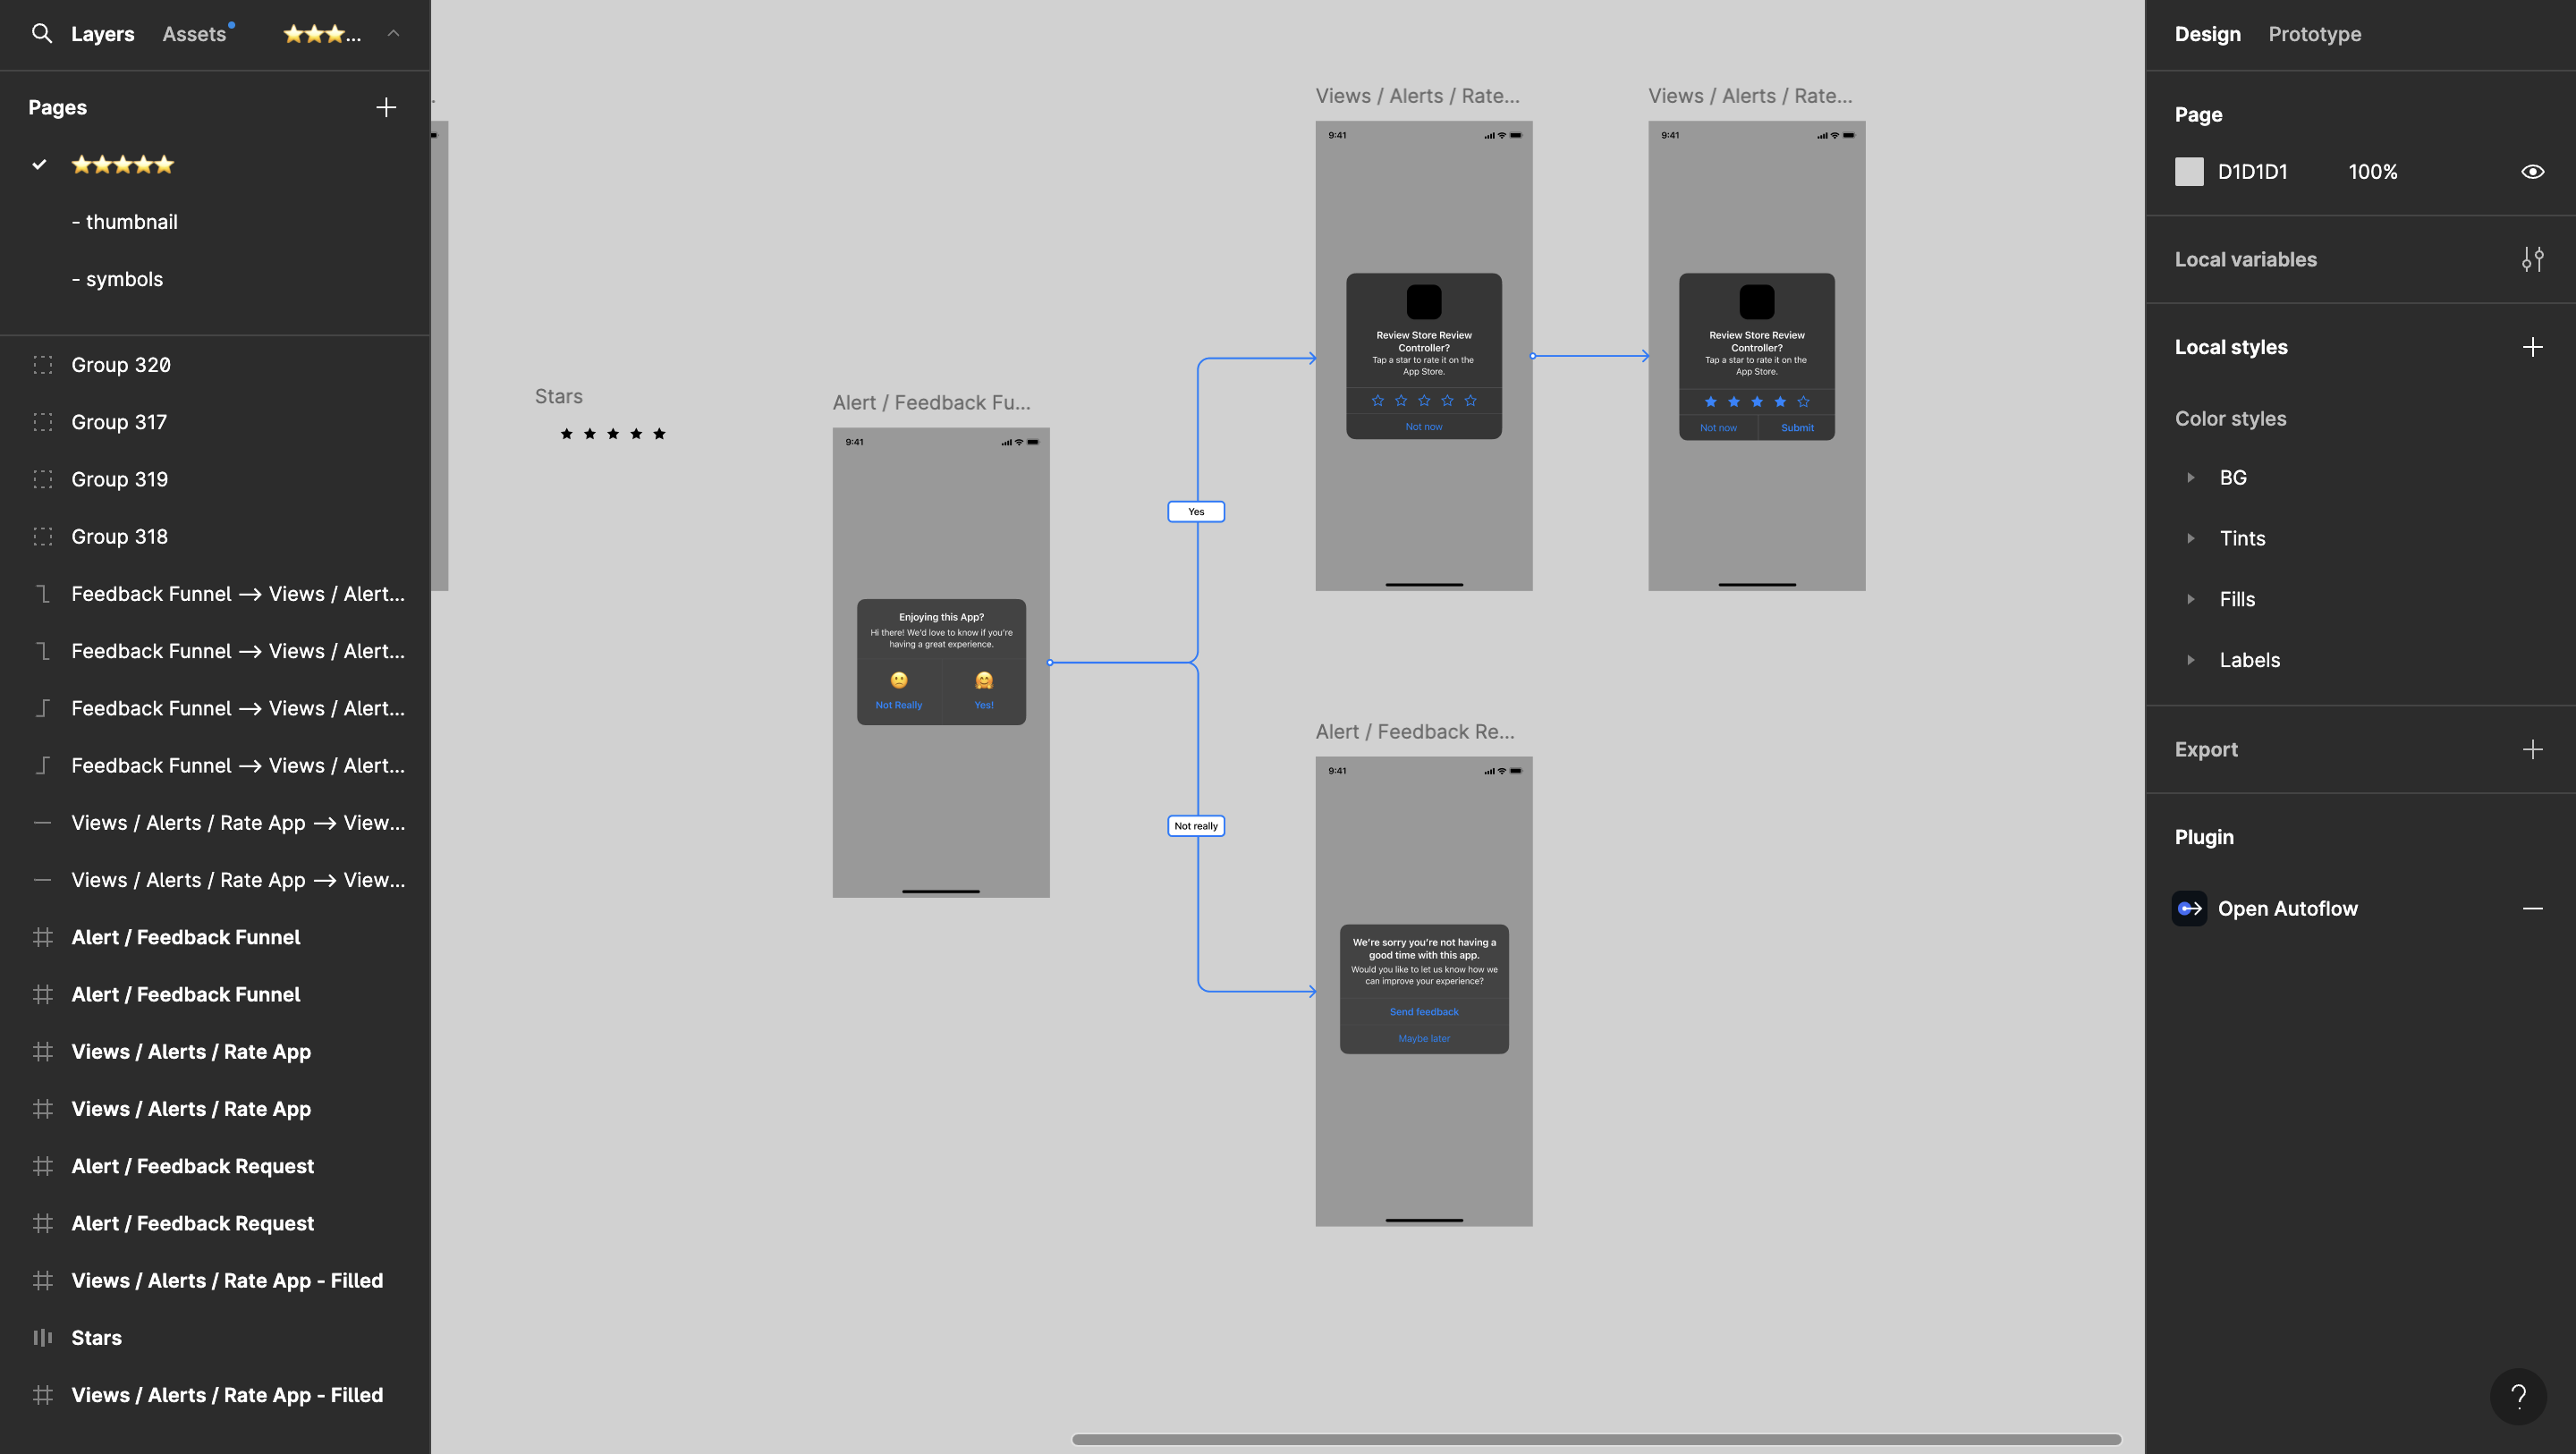 Layers
Assets
...
Pages
- thumbnail
- symbols
Group 320
Group 317
Group 319
Group 318
Feedback Funnel → Views / Alert...
Feedback Funnel → Views / Alert...
Feedback Funnel → Views / Alert...
Feedback Funnel → Views / Alert...
Views / Alerts / Rate App → View...
Views / Alerts / Rate App → View...
Alert / Feedback Funnel
Alert / Feedback Funnel
Views / Alerts / Rate App
Views / Alerts / Rate App
Alert / Feedback Request
Alert / Feedback Request
Views / Alerts / Rate App - Filled
Stars
Views / Alerts / Rate App - Filled
Stars
Alert / Feedback Fu...
9:41
Enjoying this App?
Hi there! We'd love to know if you're
having a great experience.
Not Really
Yes!
Yes
Not really
Views / Alerts / Rate...
9:41
Review Store Review
Controller?
Tap a star to rate it on the
App Store.
Not now
Views / Alerts / Rate...
9:41
Review Store Review
Controller?
Tap a star to rate it on the
App Store.
Not now
Submit
Alert / Feedback Re...
9:41
We're sorry you're not having a
good time with this app.
Would you like to let us know how we
can improve your experience?
Send feedback
Maybe later
Design
Prototype
Page
D1D1D1
100%
Local variables
Local styles
Color styles
BG
Tints
Fills
Labels
Export
Plugin
Open Autoflow
?